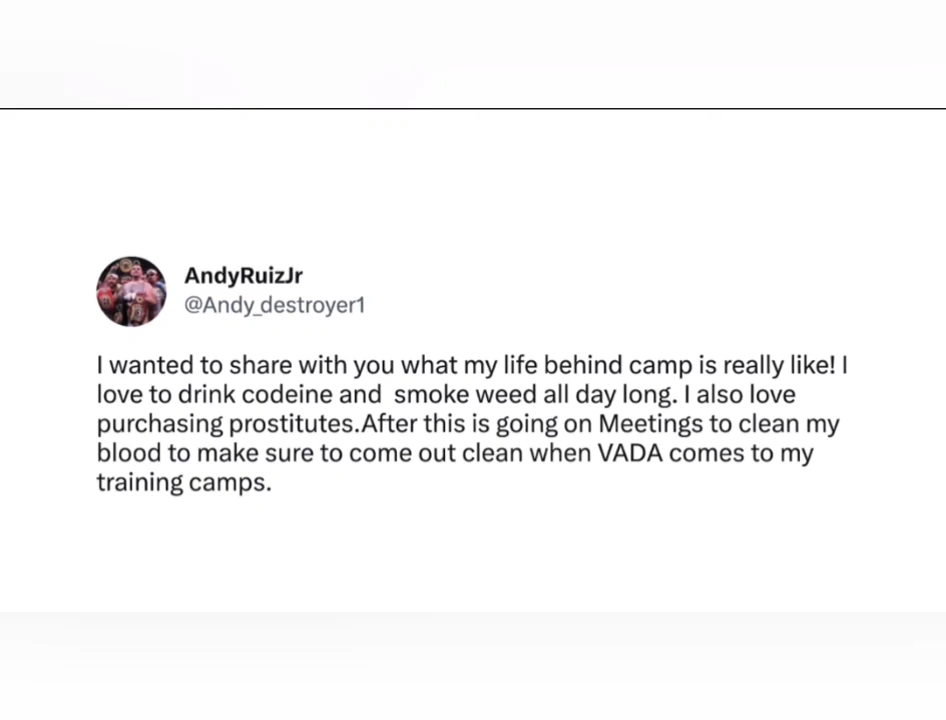 AndyRuizJr
@Andy_destroyer1
I wanted to share with you what my life behind camp is really like! I
love to drink codeine and  smoke weed all day long. I also love
purchasing prostitutes.After this is going on Meetings to clean my
blood to make sure to come out clean when VADA comes to my
training camps.